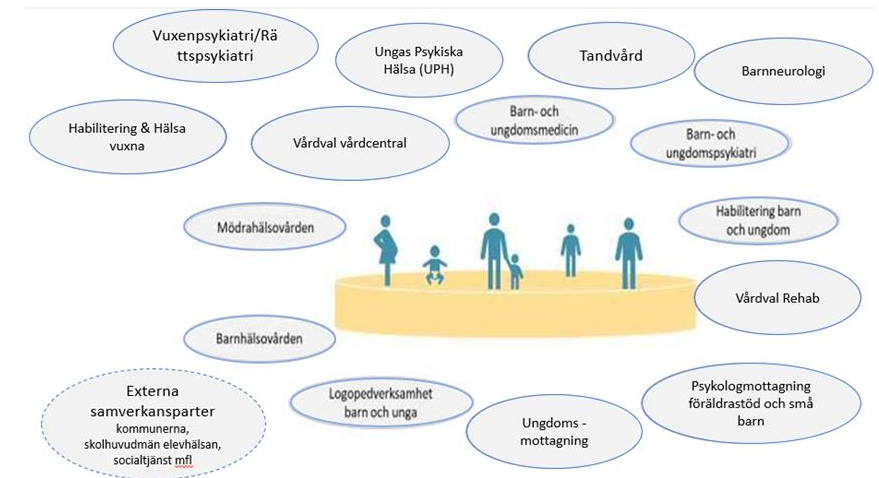 Vuxenpsykiatri/Rä
ttspsykiatri
Ungas Psykiska
Hälsa (UPH)
Tandvård
Barnneurologi
Habilitering & Hälsa
vuxna
Vårdval vårdcentral
Barn- och
ungdomsmedicin
Barn- och
ungdomspsykiatri
Mödrahälsovården
Habilitering barn
och ungdom
Vårdval Rehab
Barnhälsovården
Externa
samverkansparter
kommunerna,
skolhuvudmän elevhälsan,
socialtjänst mfl
Logopedverksamhet
barn och unga
Ungdoms -
mottagning
Psykologmottagning
föräldrastöd och små
barn